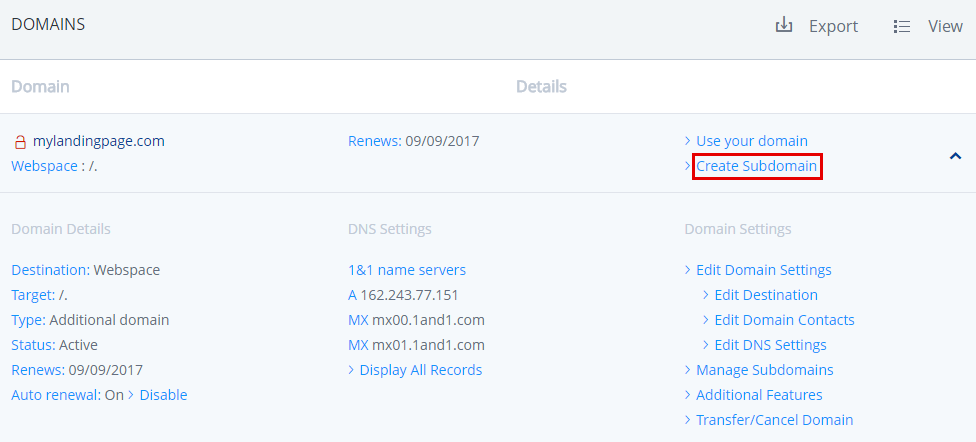 DOMAINS
Export
View
Domain
Details
mylandingpage.com
Renews: 09/09/2017
Use your domain
Webspace : /.
Create Subdomain
Domain Details
DNS Settings
Domain Settings
Destination: Webspace
1&1 name servers
Edit Domain Settings
Target: /.
A 162.243.77.151
Edit Destination
Type: Additional domain
MX mx00.1and1.com
Edit Domain Contacts
Status: Active
MX mx01.1and1.com
Edit DNS Settings
Renews: 09/09/2017
Display All Records
Manage Subdomains
Auto renewal: On > Disable
Additional Features
Transfer/Cancel Domain